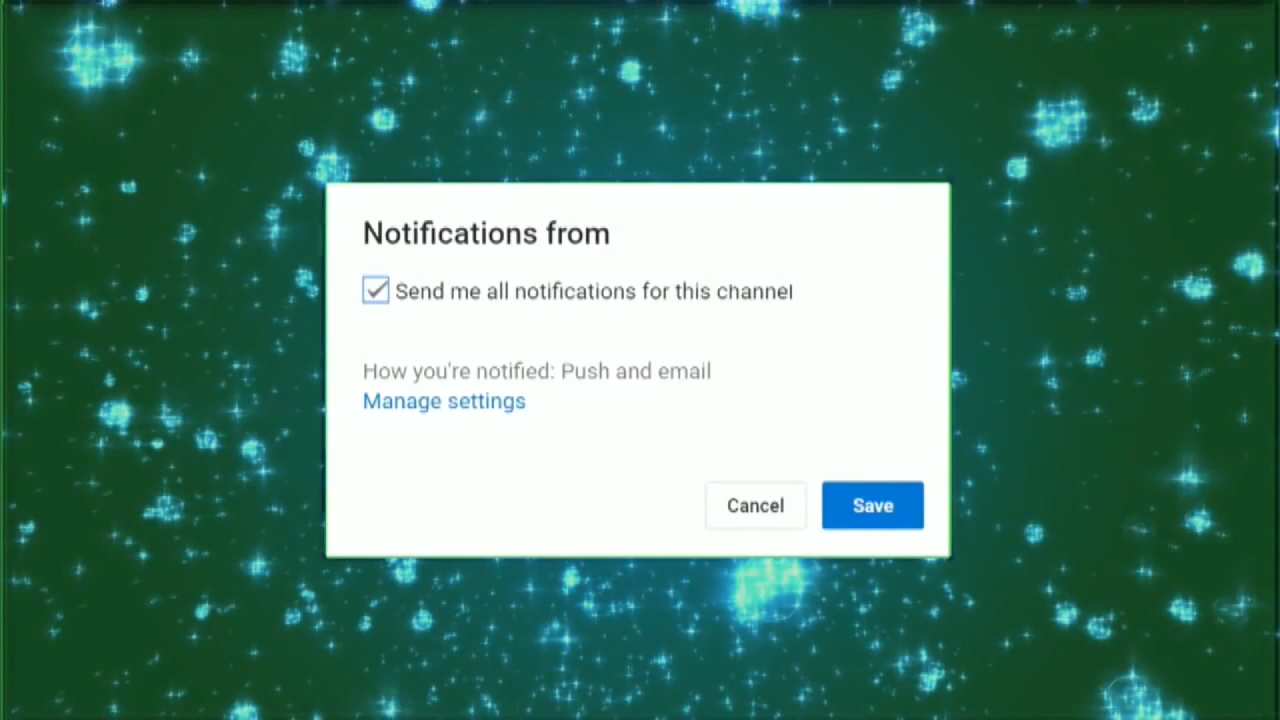 Notifications from
Send me all notifications for this channel
How you're notified: Push and email
Manage settings
Cancel
Save